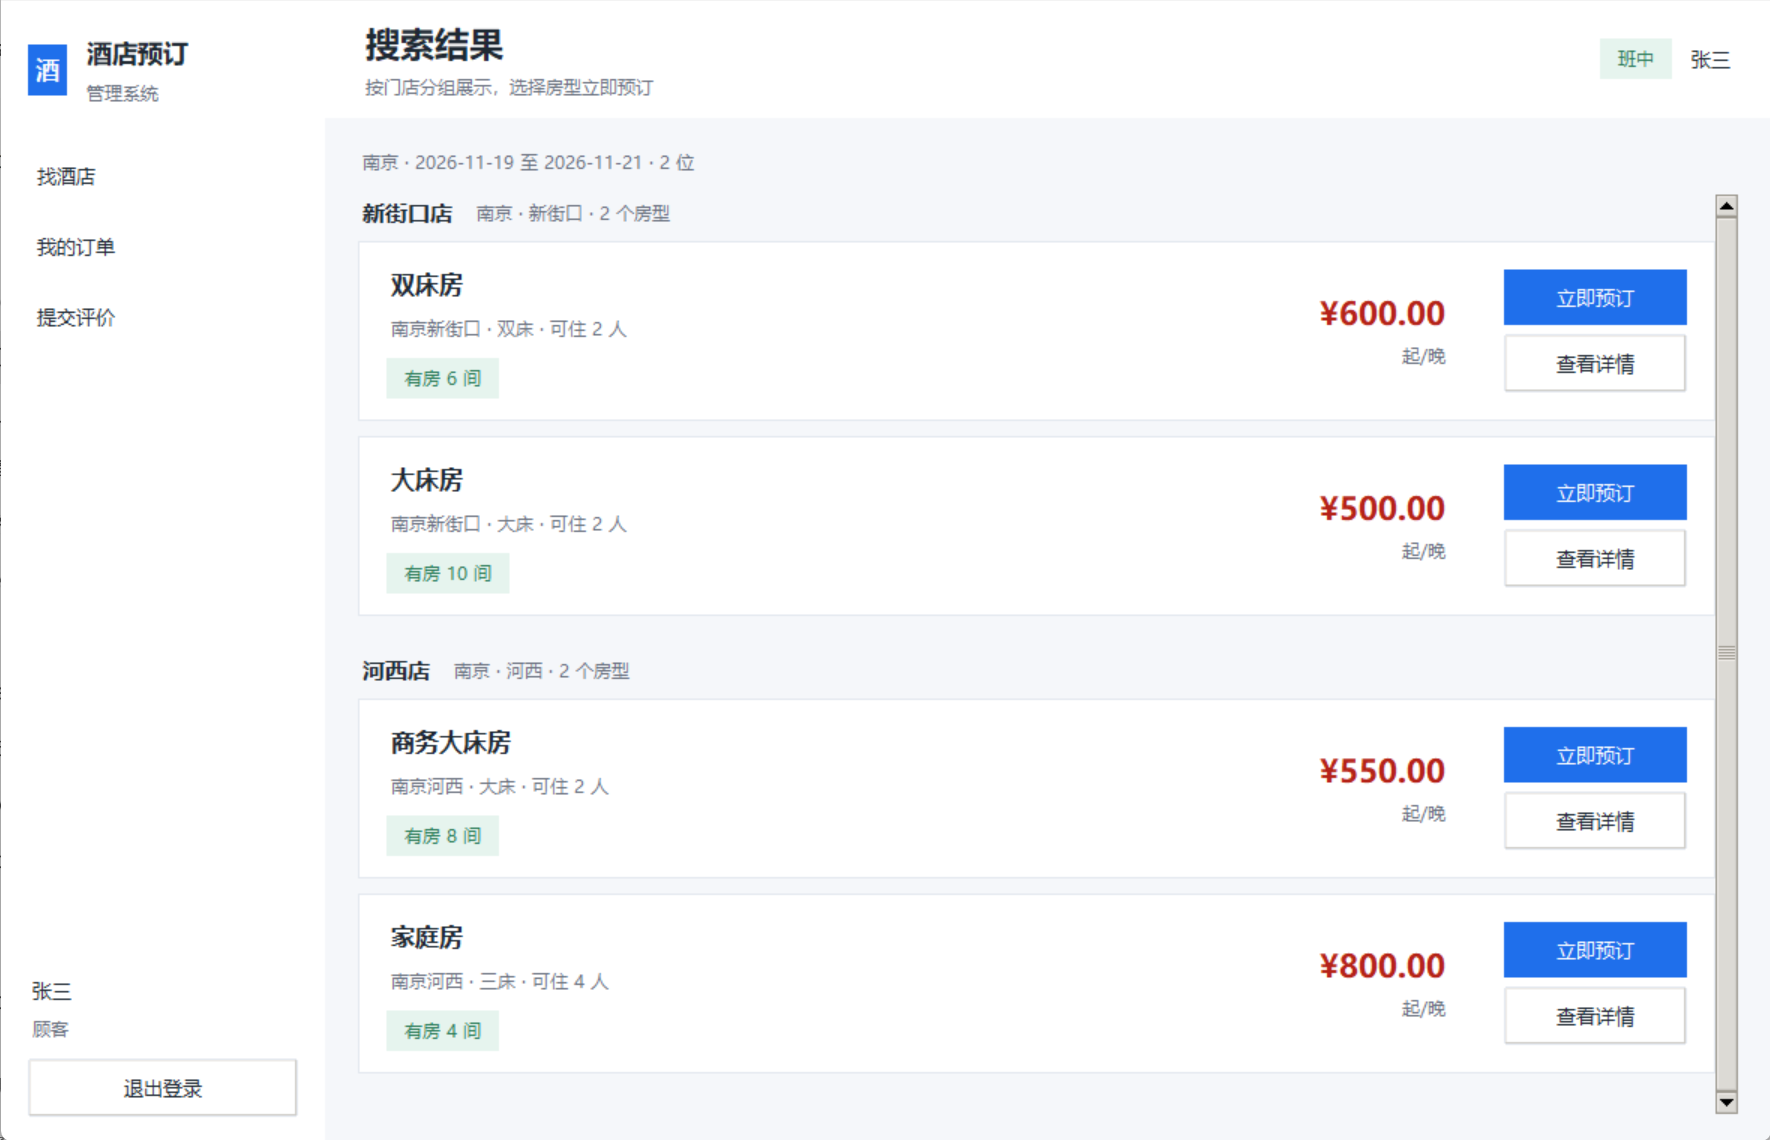 酒
酒店预订
管理系统
找酒店
我的订单
提交评价
张三
顾客
退出登录
搜索结果
按门店分组展示，选择房型立即预订
班中
张三
南京 · 2026-11-19 至 2026-11-21 · 2 位
新街口店 南京 · 新街口 · 2 个房型
双床房
南京新街口 · 双床 · 可住 2 人
有房 6 间
¥600.00
起/晚
立即预订
查看详情
大床房
南京新街口 · 大床 · 可住 2 人
有房 10 间
¥500.00
起/晚
立即预订
查看详情
河西店 南京 · 河西 · 2 个房型
商务大床房
南京河西 · 大床 · 可住 2 人
有房 8 间
¥550.00
起/晚
立即预订
查看详情
家庭房
南京河西 · 三床 · 可住 4 人
有房 4 间
¥800.00
起/晚
立即预订
查看详情